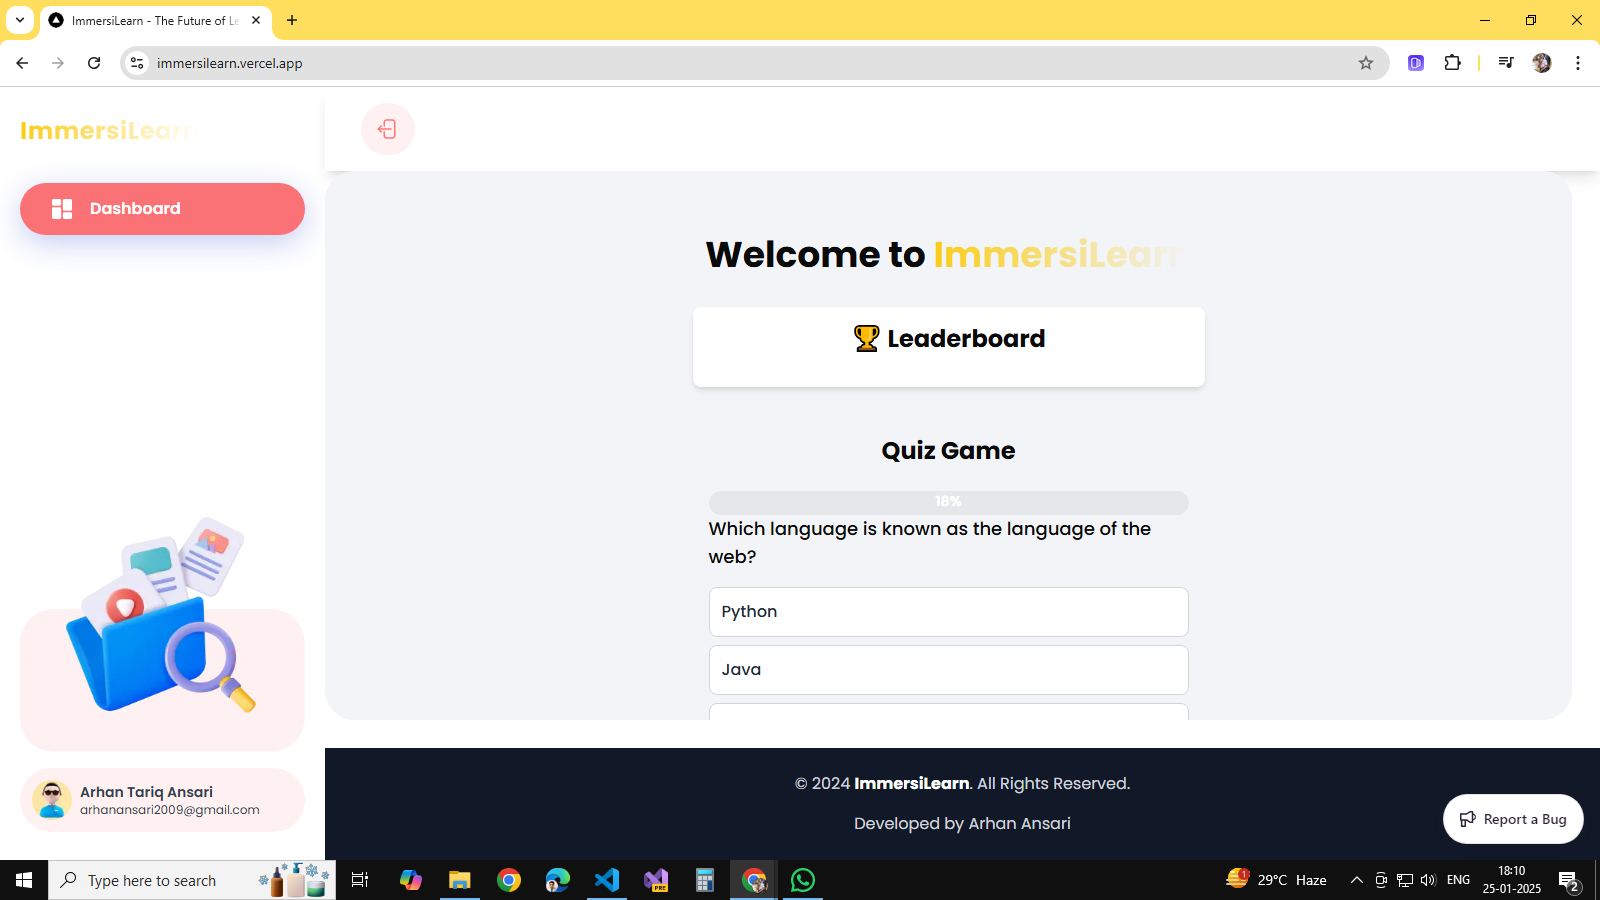 ImmersiLearn - The Future of Le
immersilearn.vercel.app
ImmersiLearn
Dashboard
Welcome to ImmersiLearn
Leaderboard
Quiz Game
18%
Which language is known as the language of the
web?
Python
Java
Arhan Tariq Ansari
arhanansari2009@gmail.com
© 2024 ImmersiLearn. All Rights Reserved.
Developed by Arhan Ansari
Report a Bug
Type here to search
PRE
1
29°C Haze
ENG
18:10
25-01-2025
2